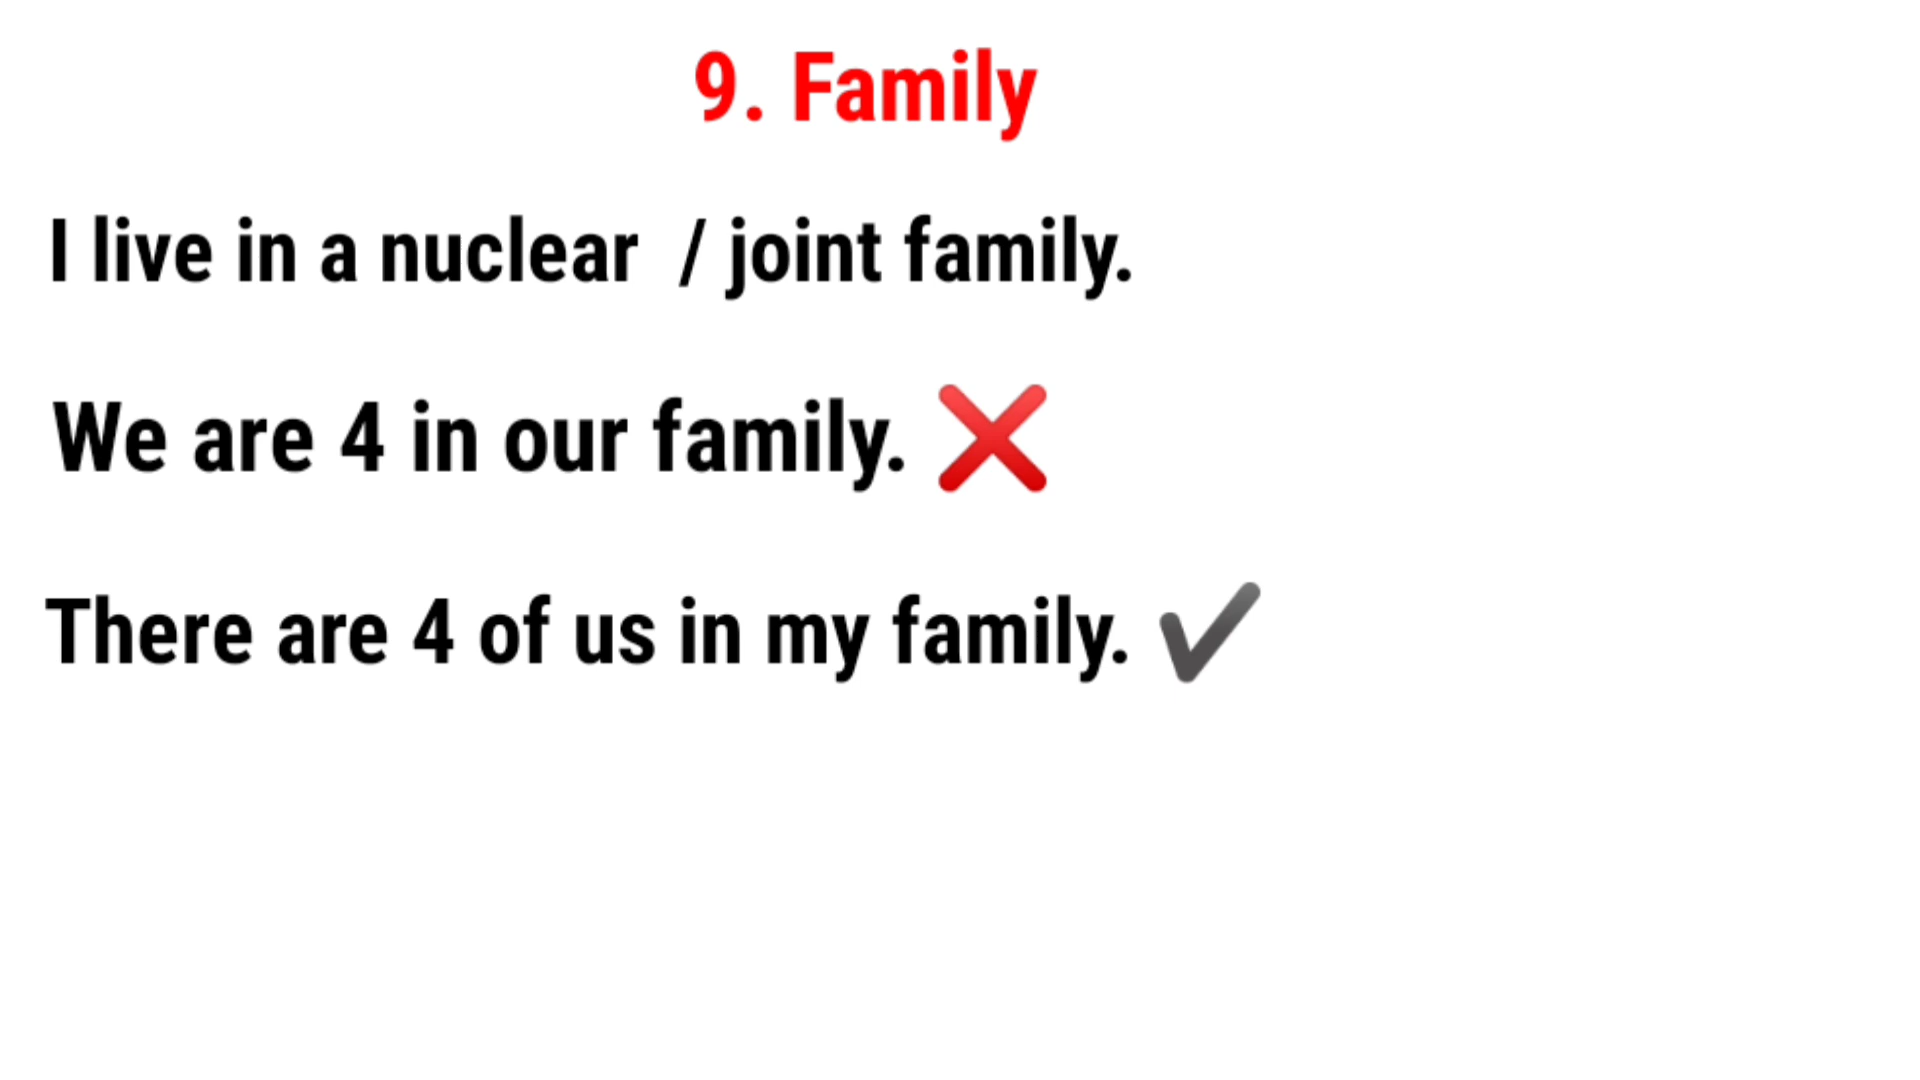 9. Family
I live in a nuclear / joint family.
We are 4 in our family. ❌
There are 4 of us in my family. ✔